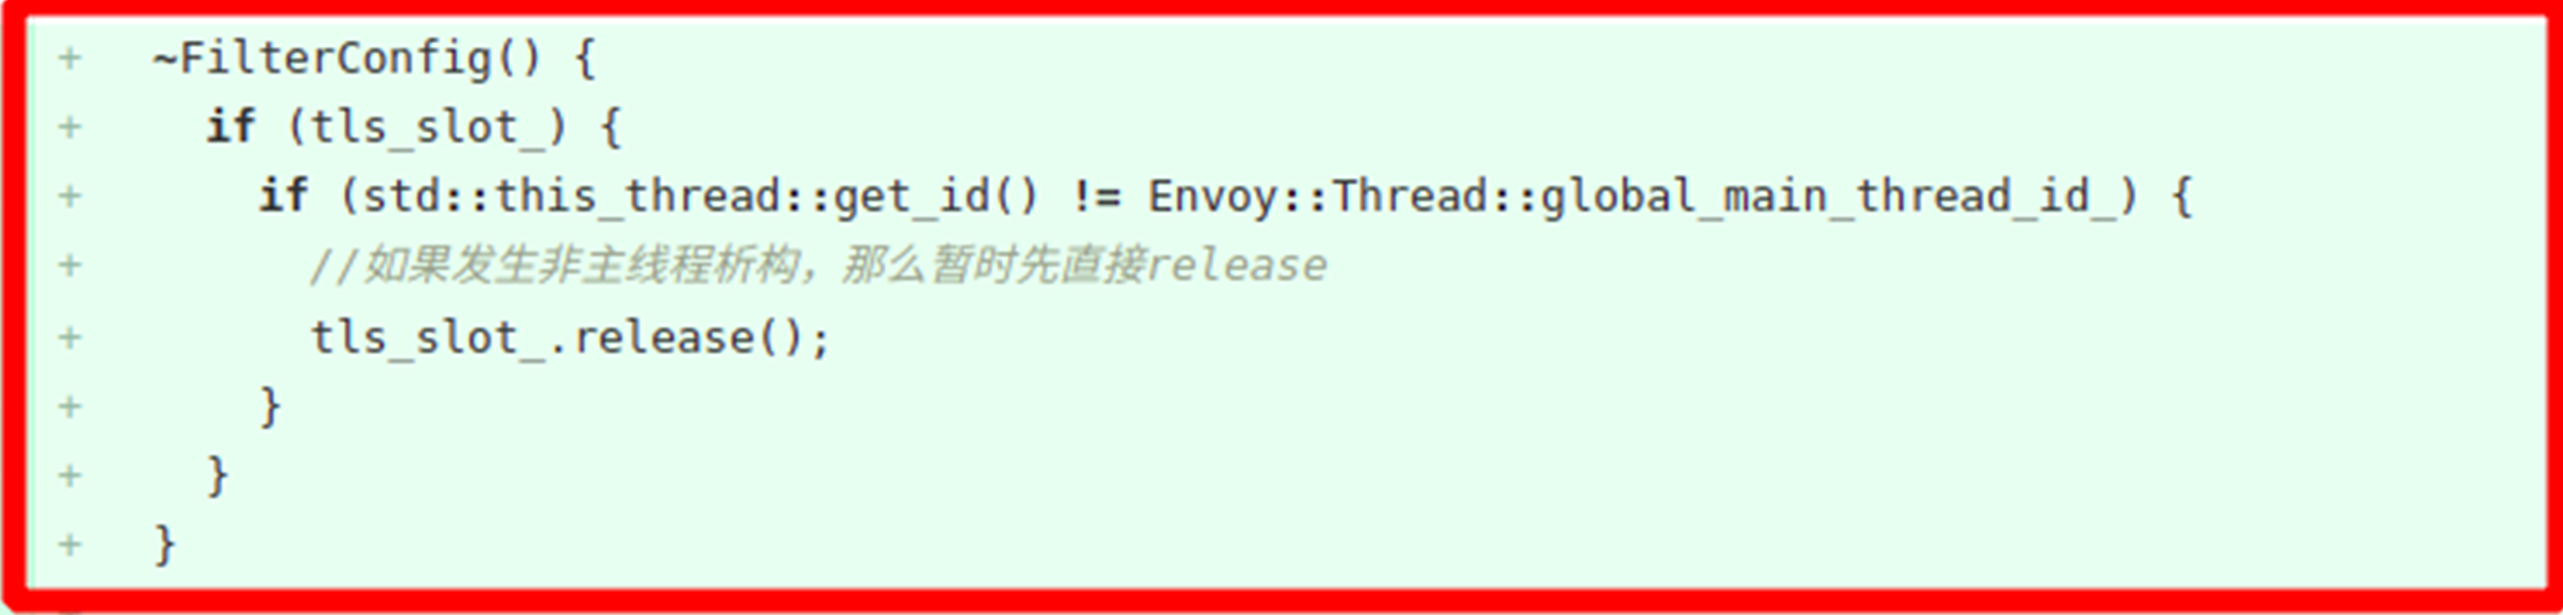 + ~FilterConfig() {
+ if (tls_slot_) {
+ if (std::this_thread::get_id() != Envoy::Thread::global_main_thread_id_) {
+ //如果发生非主线程析构，那么暂时先直接release
+ tls_slot_.release();
+ }
+ }
+ }